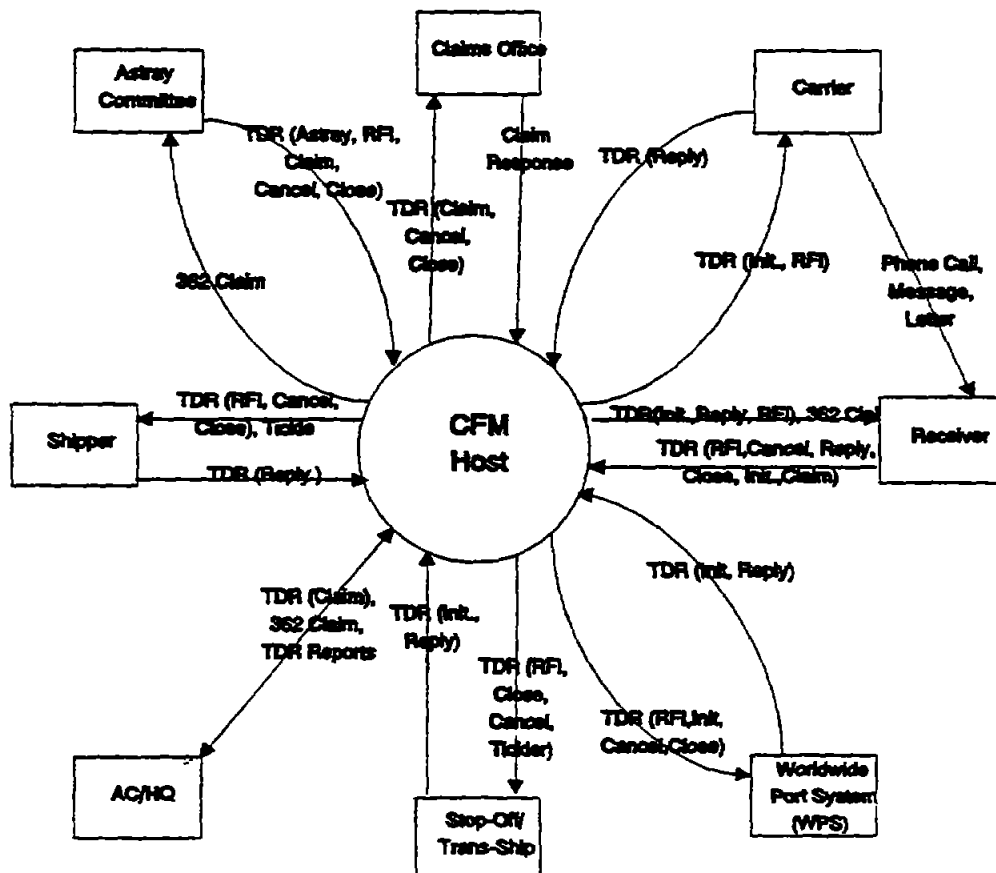 Astray
Committee
Claims Office
Carrier
TDR (Astray, RFI,
Claim,
Cancel, Close)
Claim
Response
TDR (Reply)
TDR (Claim,
Cancel,
Close)
362 Claim
TDR (Init., RFI)
Phone Call,
Message,
Letter
TDR (RFI, Cancel,
Close), Tickle
Shipper
TDR (Reply )
CFM
Host
TDR(Init.,Reply, RFI), 362 Clai
TDR (RFI,Cancel, Reply,
Close, Init.,Claim)
Receiver
TDR (Claim),
362 Claim,
TDR Reports
TDR (Init.,
Reply)
TDR (RFI,
Close,
Cancel,
Tickler)
TDR (Init, Reply)
TDR (RFI,Init,
Cancel,Close)
AC/HQ
Stop-Off/
Trans-Ship
Worldwide
Port System
(WPS)